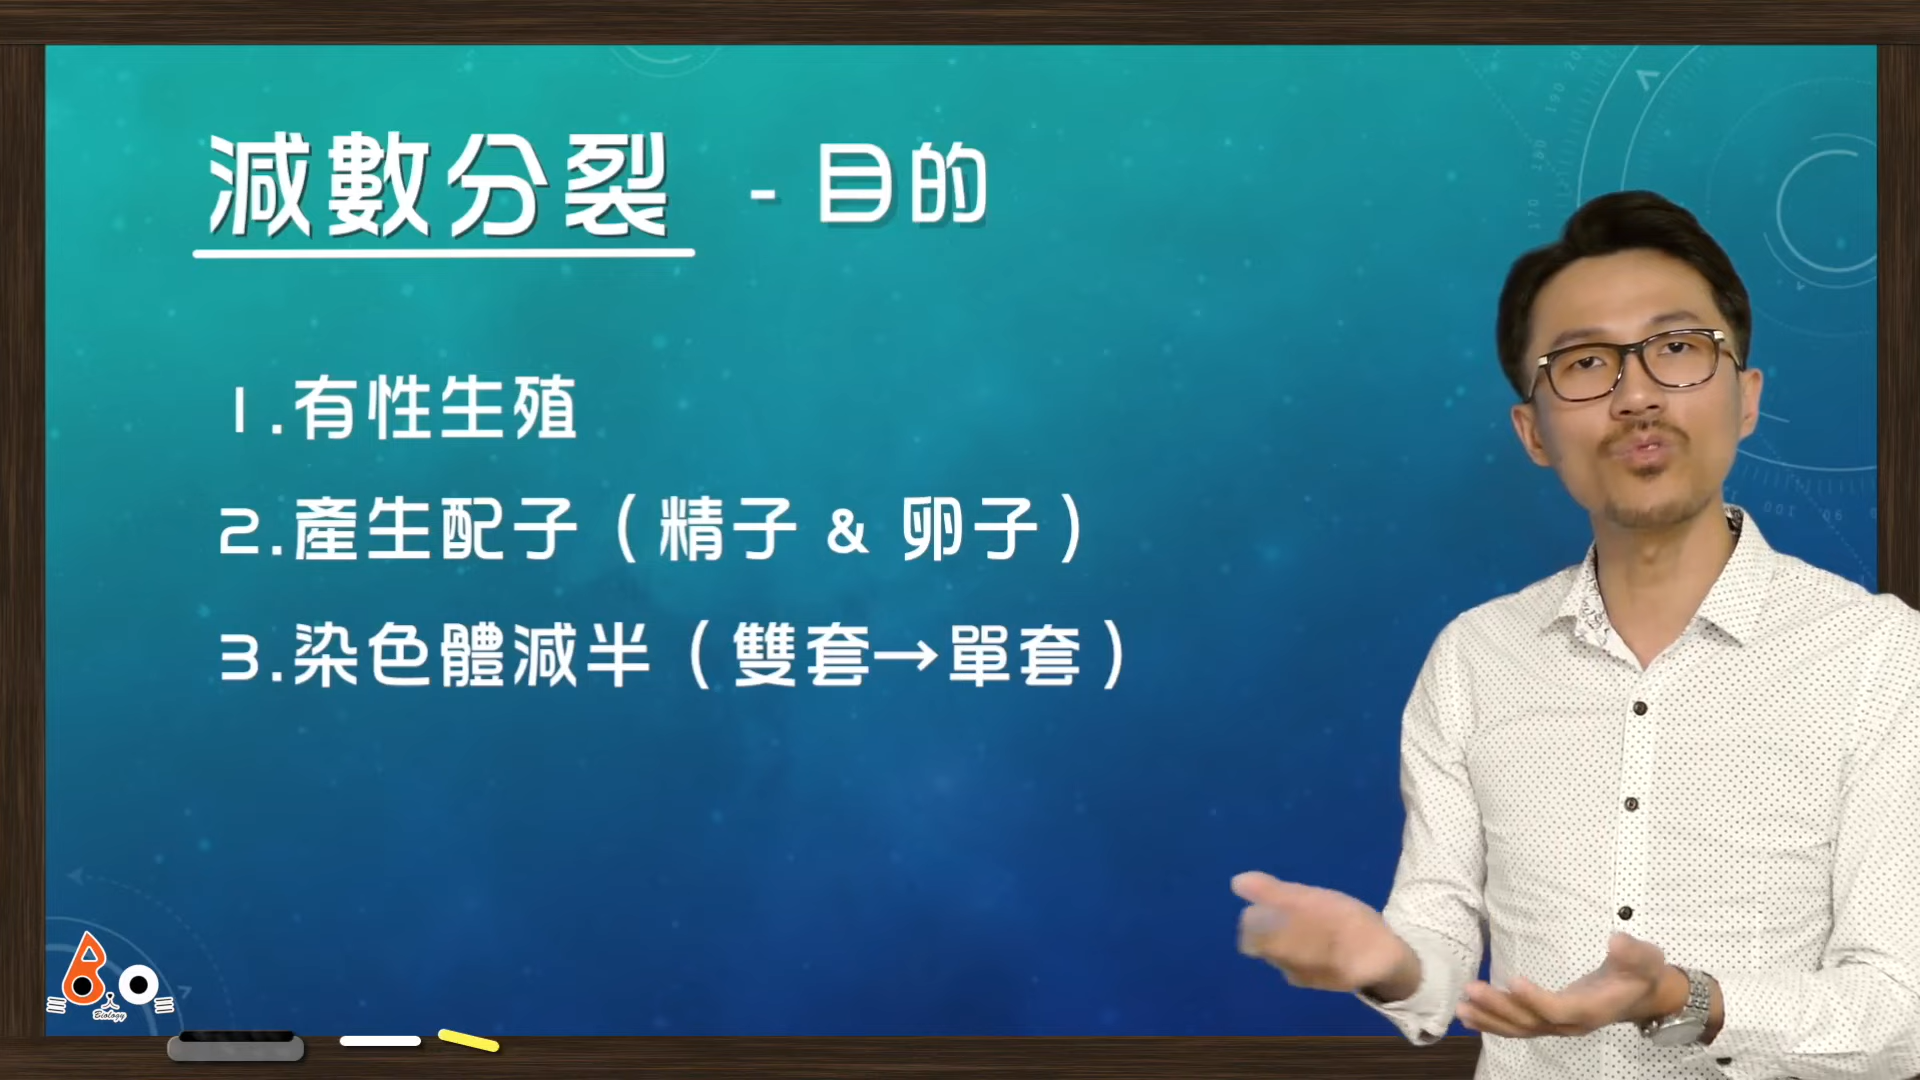 減數分裂 - 目的
1.有性生殖
2.產生配子（精子 & 卵子）
3.染色體減半（雙套→單套）
Biology